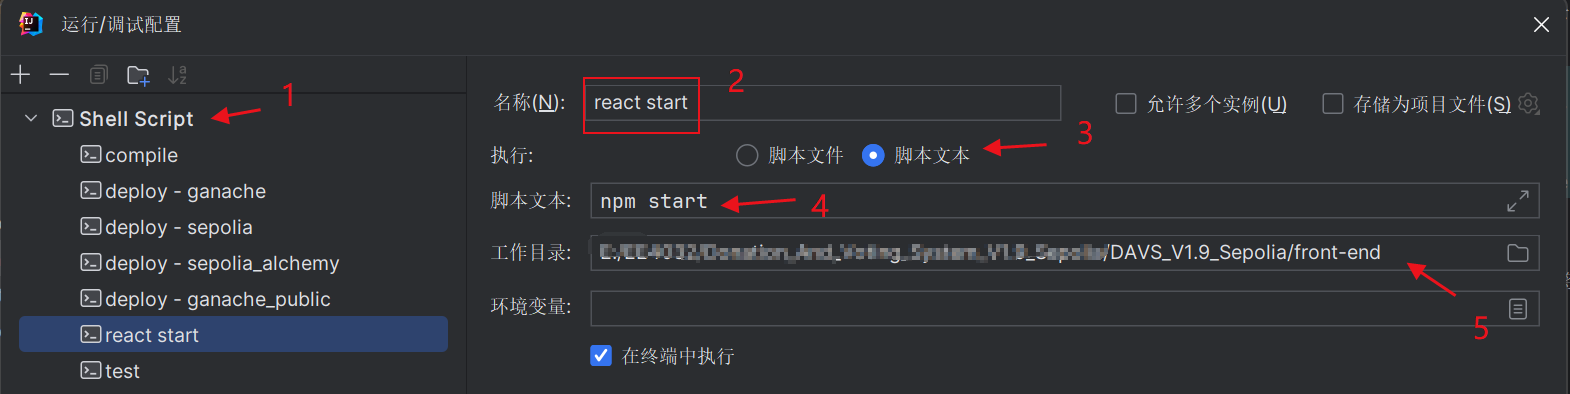 运行/调试配置
1
Shell Script
compile
deploy - ganache
deploy - sepolia
deploy - sepolia_alchemy
deploy - ganache_public
react start
test
名称(N):
react start
2
允许多个实例(U)
存储为项目文件(S)
执行:
脚本文件
脚本文本
3
脚本文本:
npm start
4
工作目录:
/DAVS_V1.9_Sepolia/front-end
环境变量:
5
在终端中执行